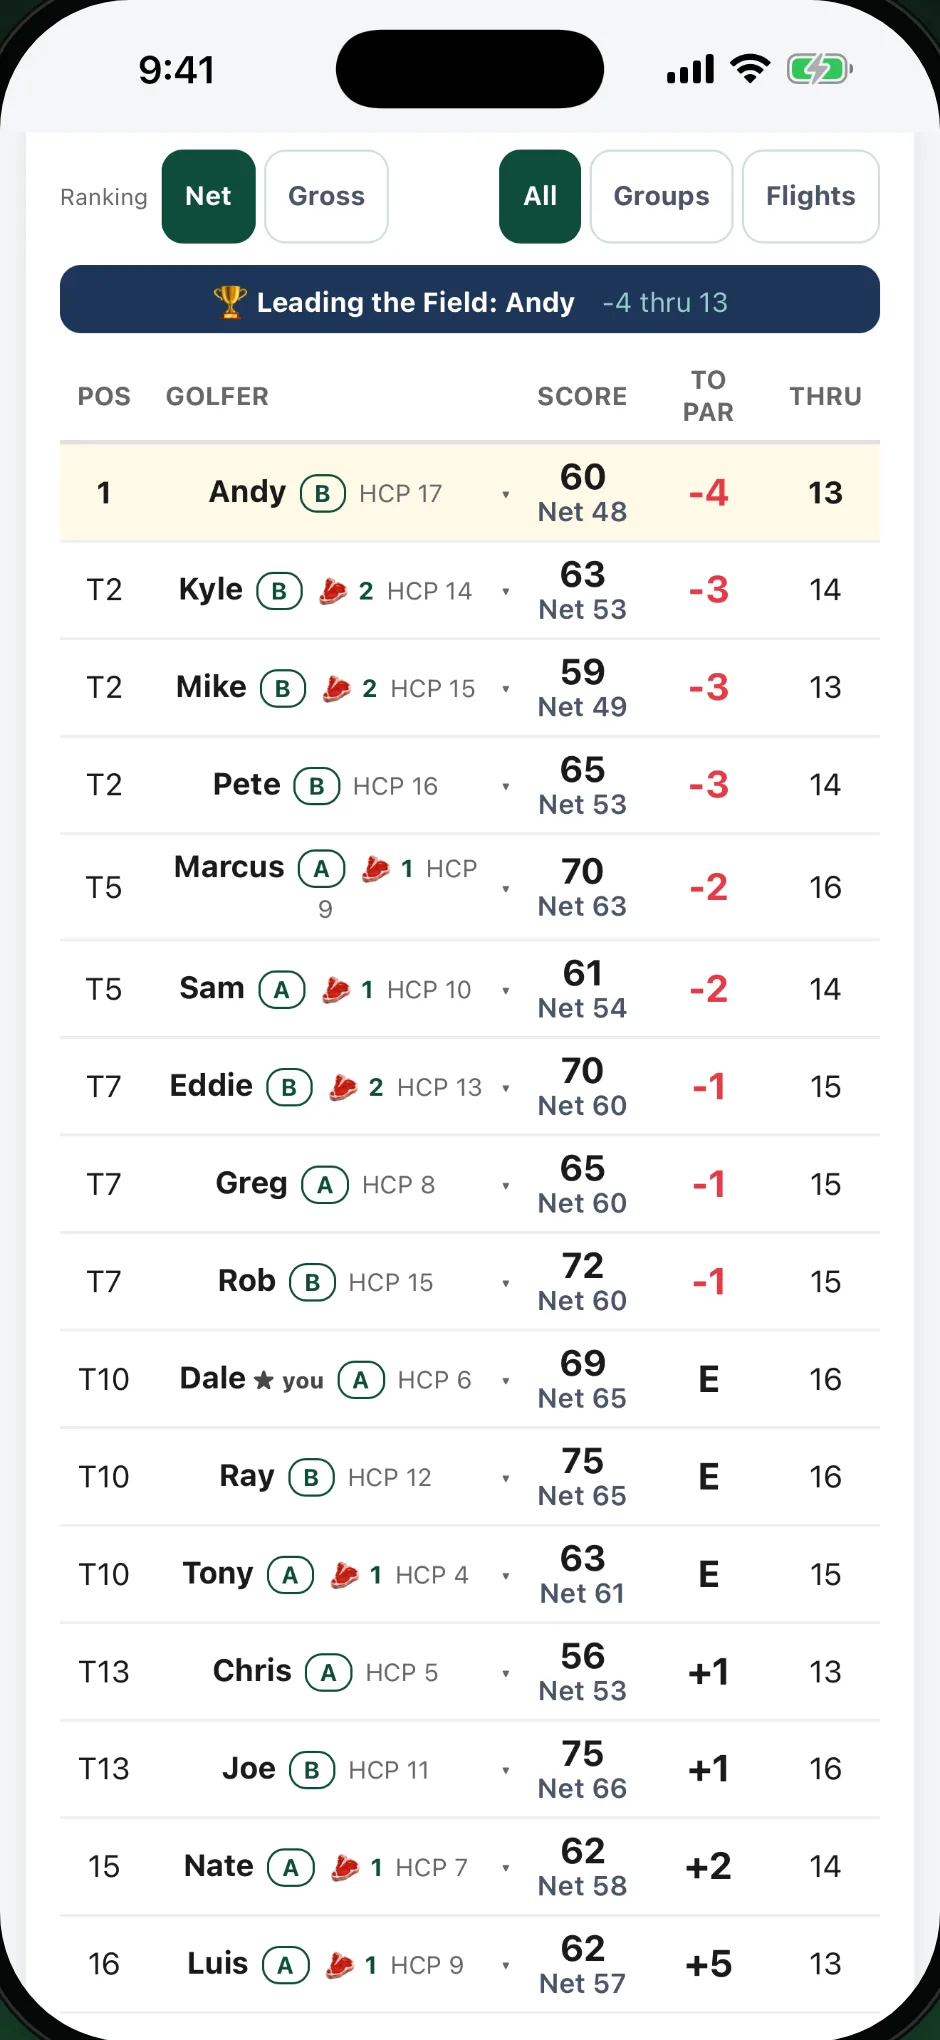 9:41
Ranking Net Gross All Groups Flights
🏆 Leading the Field: Andy -4 thru 13
POS GOLFER SCORE TO PAR THRU
1 Andy B HCP 17 ▾ 60 -4 13
Net 48
T2 Kyle B 🥩 2 HCP 14 ▾ 63 -3 14
Net 53
T2 Mike B 🥩 2 HCP 15 ▾ 59 -3 13
Net 49
T2 Pete B HCP 16 ▾ 65 -3 14
Net 53
T5 Marcus A 🥩 1 HCP 9 ▾ 70 -2 16
Net 63
T5 Sam A 🥩 1 HCP 10 ▾ 61 -2 14
Net 54
T7 Eddie B 🥩 2 HCP 13 ▾ 70 -1 15
Net 60
T7 Greg A HCP 8 ▾ 65 -1 15
Net 60
T7 Rob B HCP 15 ▾ 72 -1 15
Net 60
T10 Dale ★ you A HCP 6 ▾ 69 E 16
Net 65
T10 Ray B HCP 12 ▾ 75 E 16
Net 65
T10 Tony A 🥩 1 HCP 4 ▾ 63 E 15
Net 61
T13 Chris A HCP 5 ▾ 56 +1 13
Net 53
T13 Joe B HCP 11 ▾ 75 +1 16
Net 66
15 Nate A 🥩 1 HCP 7 ▾ 62 +2 14
Net 58
16 Luis A 🥩 1 HCP 9 ▾ 62 +5 13
Net 57